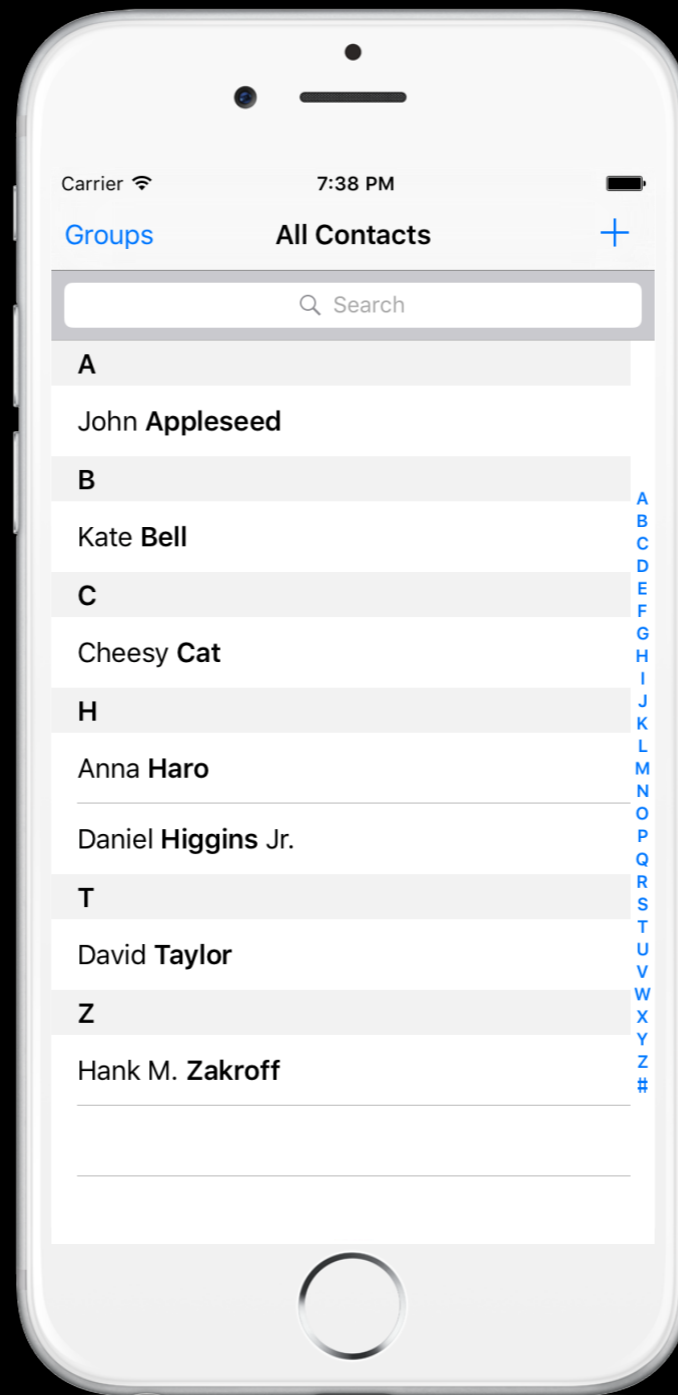 Carrier 7:38 PM
Groups All Contacts +
Search
A
John Appleseed
B
Kate Bell
C
Cheesy Cat
H
Anna Haro
Daniel Higgins Jr.
T
David Taylor
Z
Hank M. Zakroff
A
B
C
D
E
F
G
H
I
J
K
L
M
N
O
P
Q
R
S
T
U
V
W
X
Y
Z
#